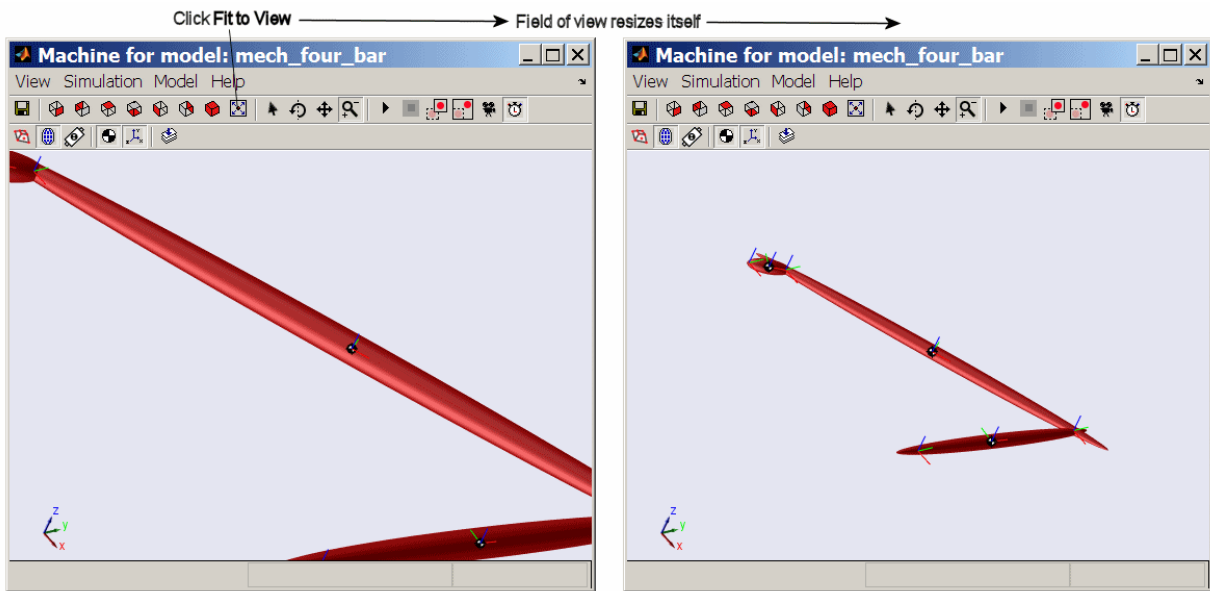 Click Fit to View
Field of view resizes itself
Machine for model: mech_four_bar
View Simulation Model Help
z
y
x
Machine for model: mech_four_bar
View Simulation Model Help
z
y
x